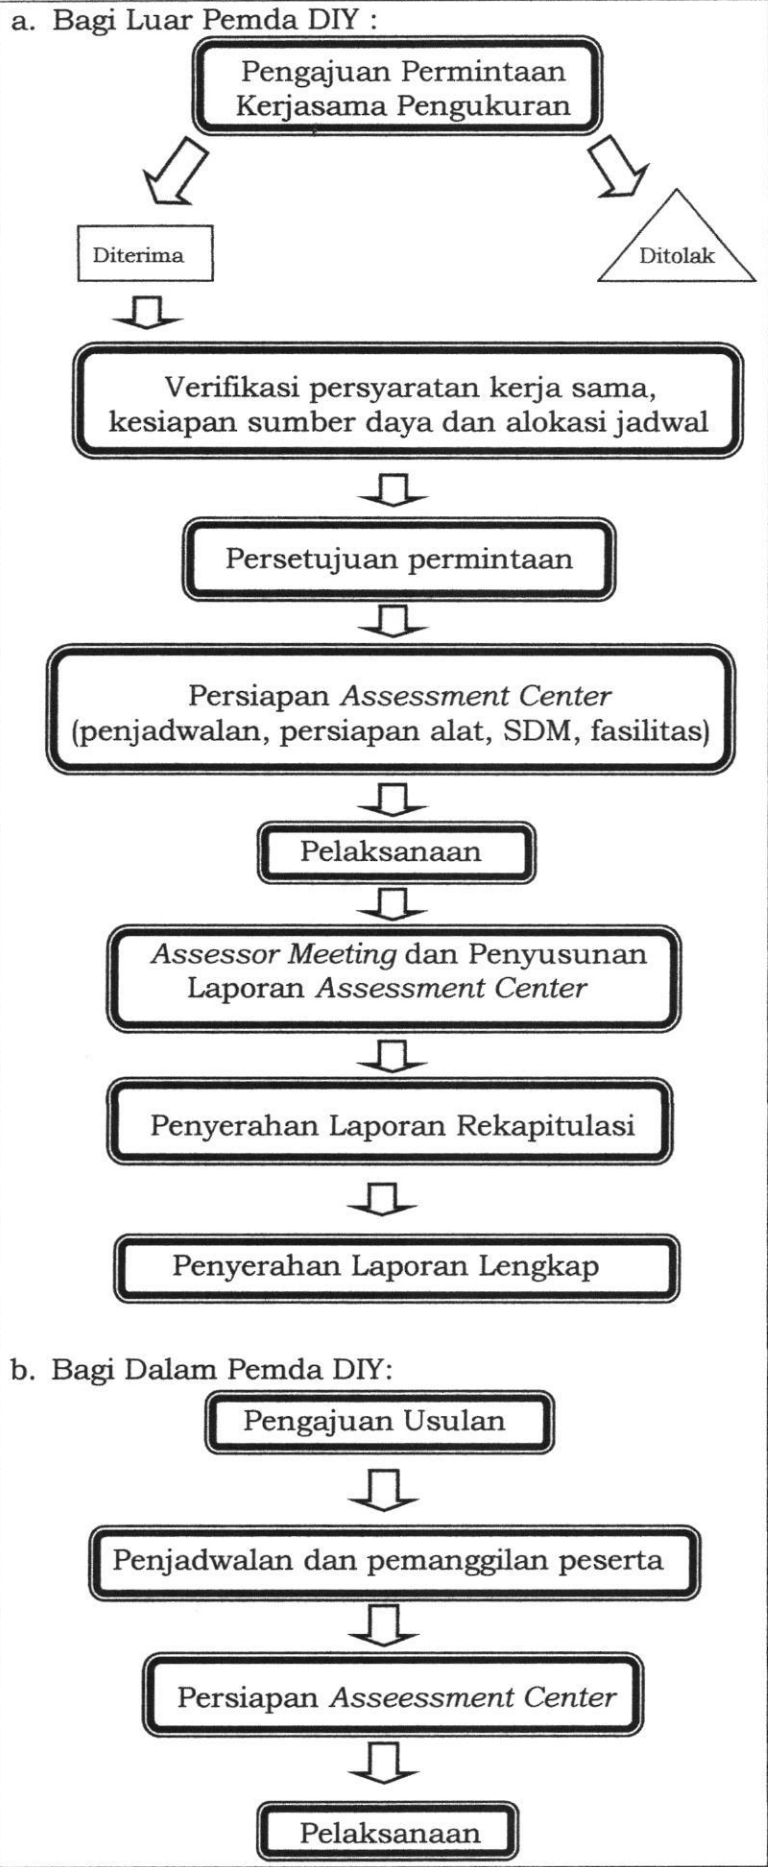 a. Bagi Luar Pemda DIY :
Pengajuan Permintaan
Kerjasama Pengukuran
Diterima
Ditolak
Verifikasi persyaratan kerja sama,
kesiapan sumber daya dan alokasi jadwal
Persetujuan permintaan
Persiapan Assessment Center
(penjadwalan, persiapan alat, SDM, fasilitas)
Pelaksanaan
Assessor Meeting dan Penyusunan
Laporan Assessment Center
Penyerahan Laporan Rekapitulasi
Penyerahan Laporan Lengkap
b. Bagi Dalam Pemda DIY:
Pengajuan Usulan
Penjadwalan dan pemanggilan peserta
Persiapan Asseessment Center
Pelaksanaan